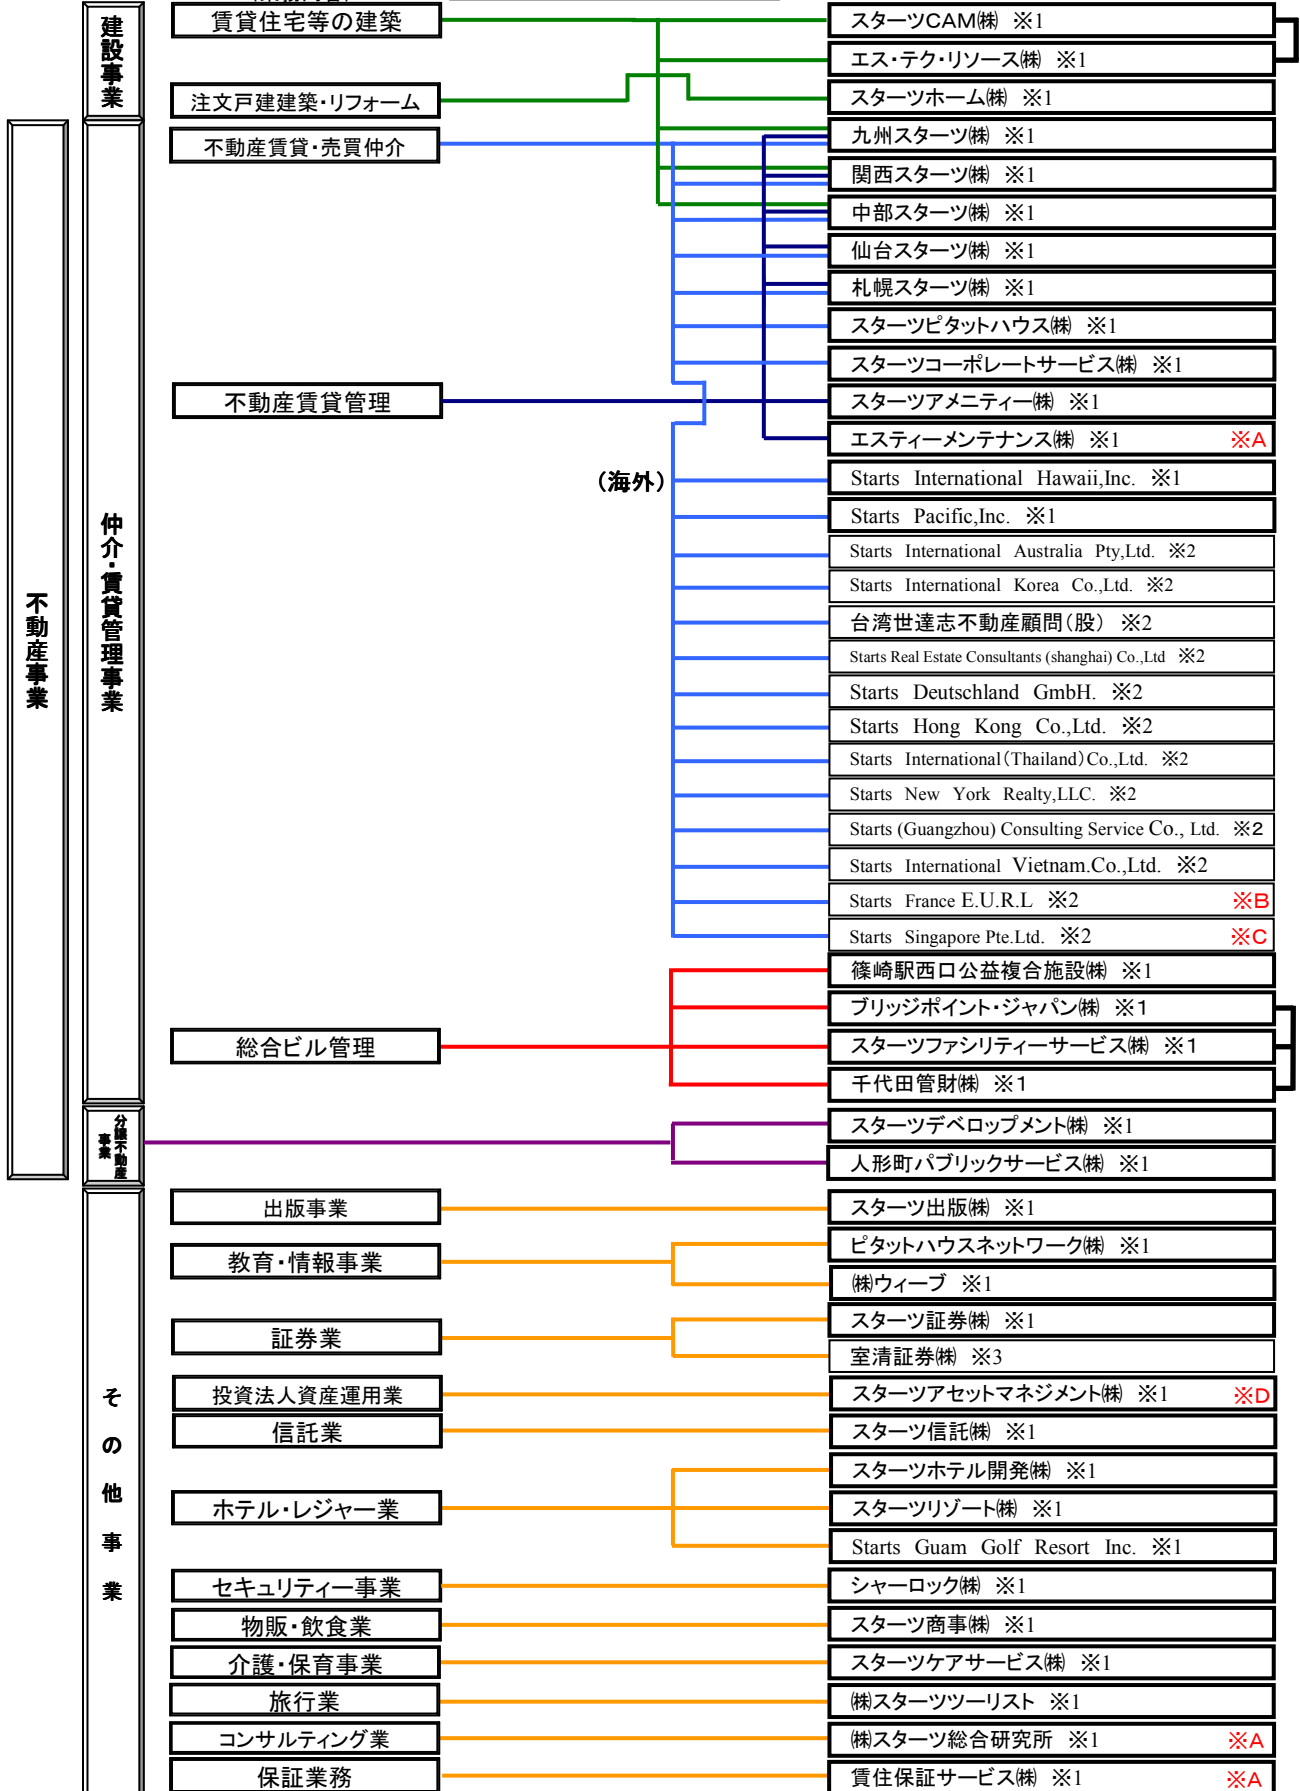 建設事業
賃貸住宅等の建築
注文戸建建築・リフォーム
スターツCAM㈱ ※1
エス・テク・リソース㈱ ※1
スターツホーム㈱ ※1
不動産事業
仲介・賃貸管理事業
不動産賃貸・売買仲介
九州スターツ㈱ ※1
関西スターツ㈱ ※1
中部スターツ㈱ ※1
仙台スターツ㈱ ※1
札幌スターツ㈱ ※1
スターツピタットハウス㈱ ※1
スターツコーポレートサービス㈱ ※1
不動産賃貸管理
スターツアメニティー㈱ ※1
エスティーメンテナンス㈱ ※1 ※A
（海外）
Starts International Hawaii,Inc. ※1
Starts Pacific,Inc. ※1
Starts International Australia Pty,Ltd. ※2
Starts International Korea Co.,Ltd. ※2
台湾世達志不動産顧問（股） ※2
Starts Real Estate Consultants (shanghai) Co.,Ltd ※2
Starts Deutschland GmbH. ※2
Starts Hong Kong Co.,Ltd. ※2
Starts International（Thailand）Co.,Ltd. ※2
Starts New York Realty,LLC. ※2
Starts (Guangzhou) Consulting Service Co., Ltd. ※2
Starts International Vietnam.Co.,Ltd. ※2
Starts France E.U.R.L ※2 ※B
Starts Singapore Pte.Ltd. ※2 ※C
総合ビル管理
篠崎駅西口公益複合施設㈱ ※1
ブリッジポイント・ジャパン㈱ ※1
スターツファシリティーサービス㈱ ※1
千代田管財㈱ ※1
分譲不動産事業
スターツデベロップメント㈱ ※1
人形町パブリックサービス㈱ ※1
その他事業
出版事業
スターツ出版㈱ ※1
教育・情報事業
ピタットハウスネットワーク㈱ ※1
㈱ウィーブ ※1
証券業
スターツ証券㈱ ※1
室清証券㈱ ※3
投資法人資産運用業
スターツアセットマネジメント㈱ ※1 ※D
信託業
スターツ信託㈱ ※1
ホテル・レジャー業
スターツホテル開発㈱ ※1
スターツリゾート㈱ ※1
Starts Guam Golf Resort Inc. ※1
セキュリティー事業
シャーロック㈱ ※1
物販・飲食業
スターツ商事㈱ ※1
介護・保育事業
スターツケアサービス㈱ ※1
旅行業
㈱スターツツーリスト ※1
コンサルティング業
㈱スターツ総合研究所 ※1 ※A
保証業務
賃住保証サービス㈱ ※1 ※A